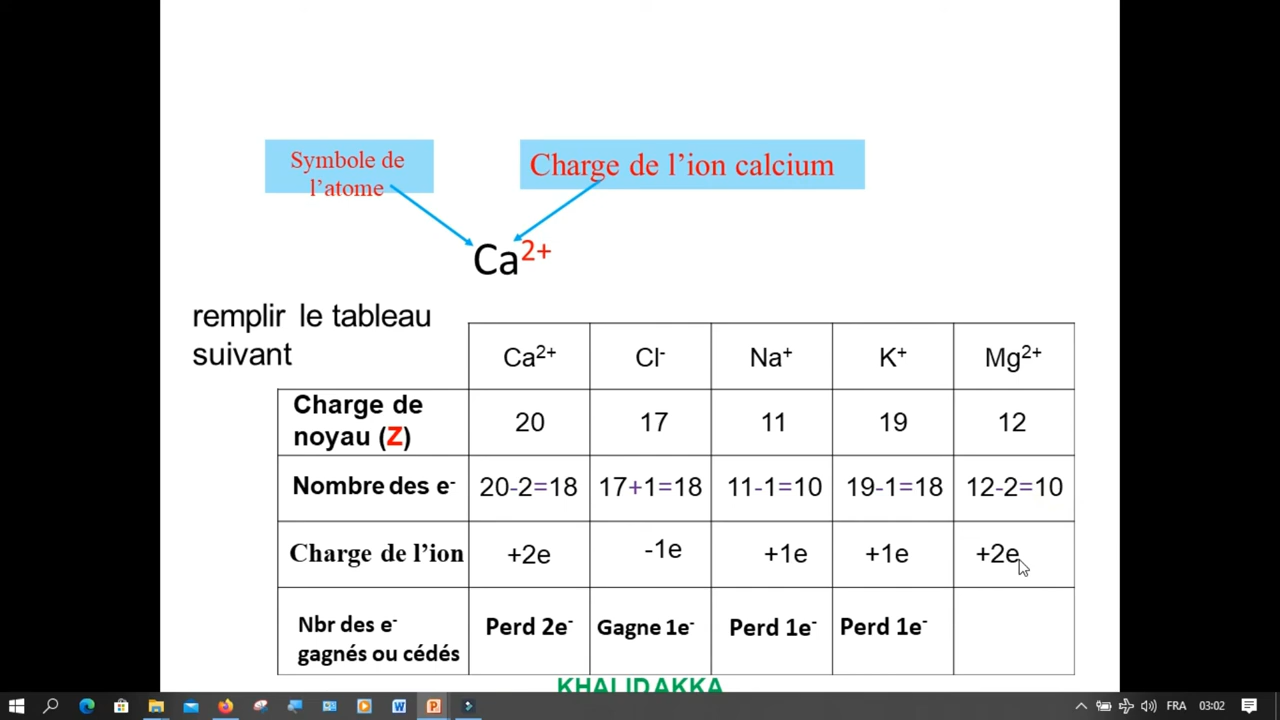 Symbole de
l’atome
Charge de l’ion calcium
Ca2+
remplir le tableau
suivant
Ca2+ Cl- Na+ K+ Mg2+
Charge de
noyau (Z) 20 17 11 19 12
Nombre des e- 20-2=18 17+1=18 11-1=10 19-1=18 12-2=10
Charge de l’ion +2e -1e +1e +1e +2e
Nbr des e-
gagnés ou cédés Perd 2e- Gagne 1e- Perd 1e- Perd 1e-
KHALID AKKA
FRA 03:02